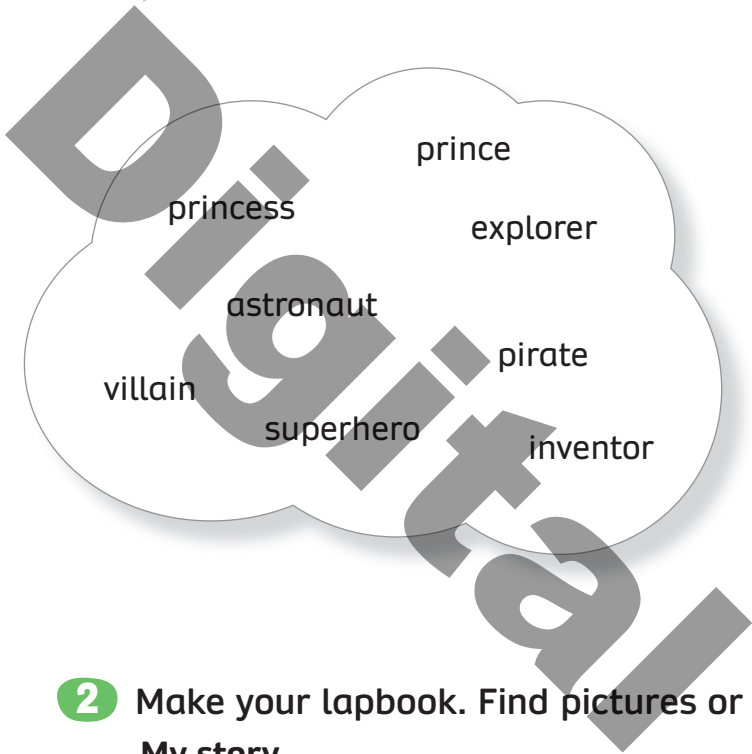 prince
princess
explorer
astronaut
pirate
villain
superhero
inventor
Digital
2 Make your lapbook. Find pictures or
My story